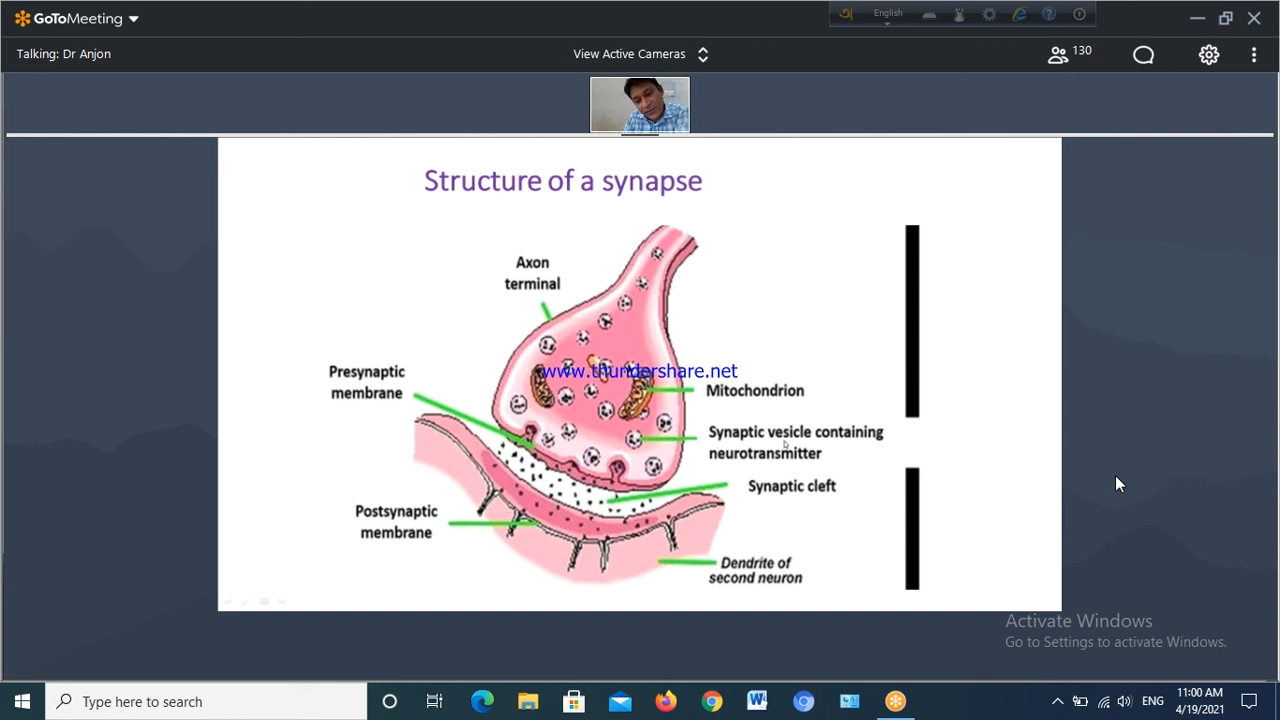 GoToMeeting
English
Talking: Dr Anjon
View Active Cameras
130
Structure of a synapse
Axon
terminal
Presynaptic
membrane
www.thundershare.net
Mitochondrion
Synaptic vesicle containing
neurotransmitter
Synaptic cleft
Postsynaptic
membrane
Dendrite of
second neuron
Activate Windows
Go to Settings to activate Windows.
Type here to search
ENG
11:00 AM
4/19/2021